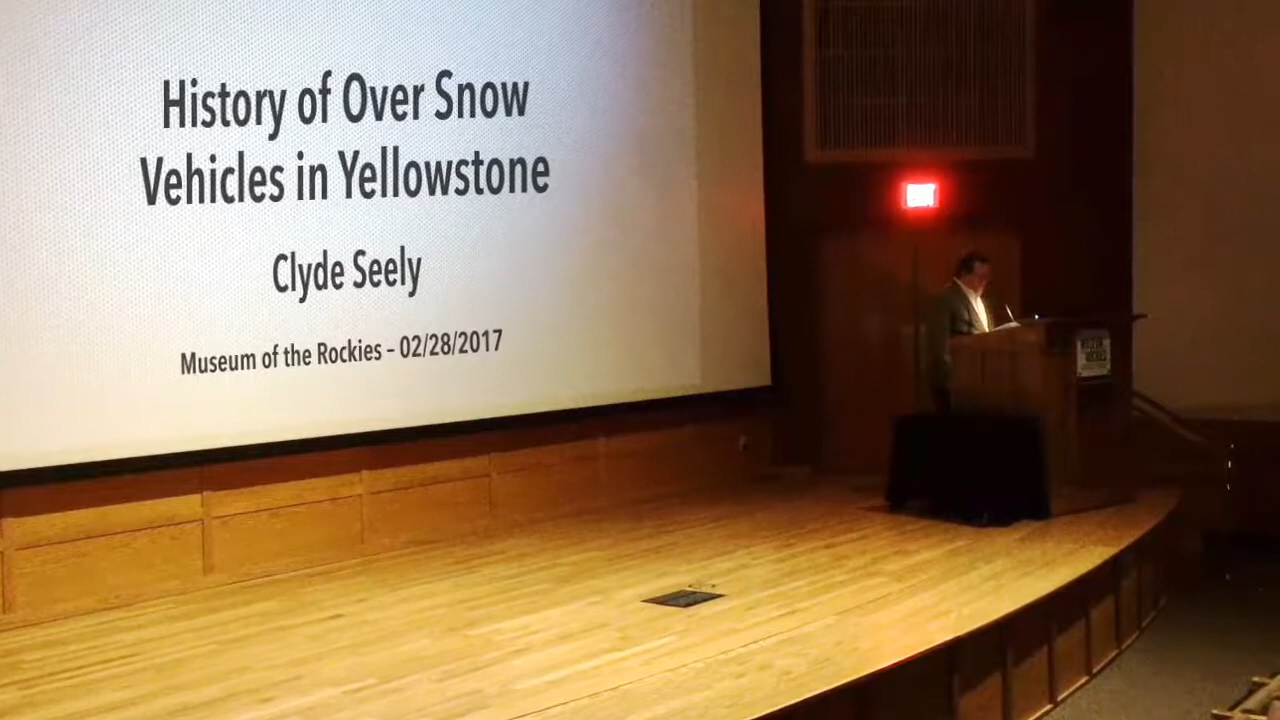 History of Over Snow
Vehicles in Yellowstone
Clyde Seely
Museum of the Rockies – 02/28/2017